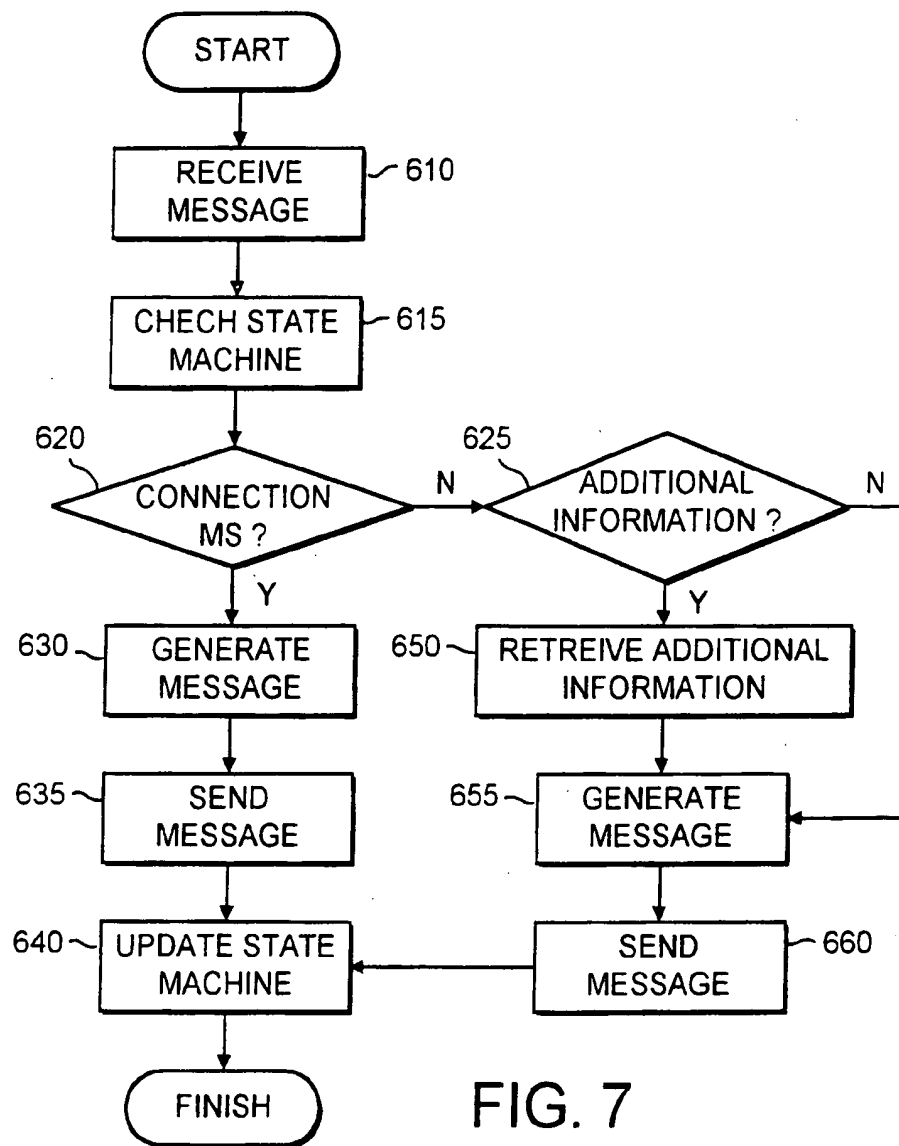 START
RECEIVE
MESSAGE
610
CHECH STATE
MACHINE
615
620
CONNECTION
MS ?
N
625
ADDITIONAL
INFORMATION ?
N
Y
Y
630
GENERATE
MESSAGE
650
RETREIVE ADDITIONAL
INFORMATION
635
SEND
MESSAGE
655
GENERATE
MESSAGE
640
UPDATE STATE
MACHINE
SEND
MESSAGE
660
FINISH
FIG. 7